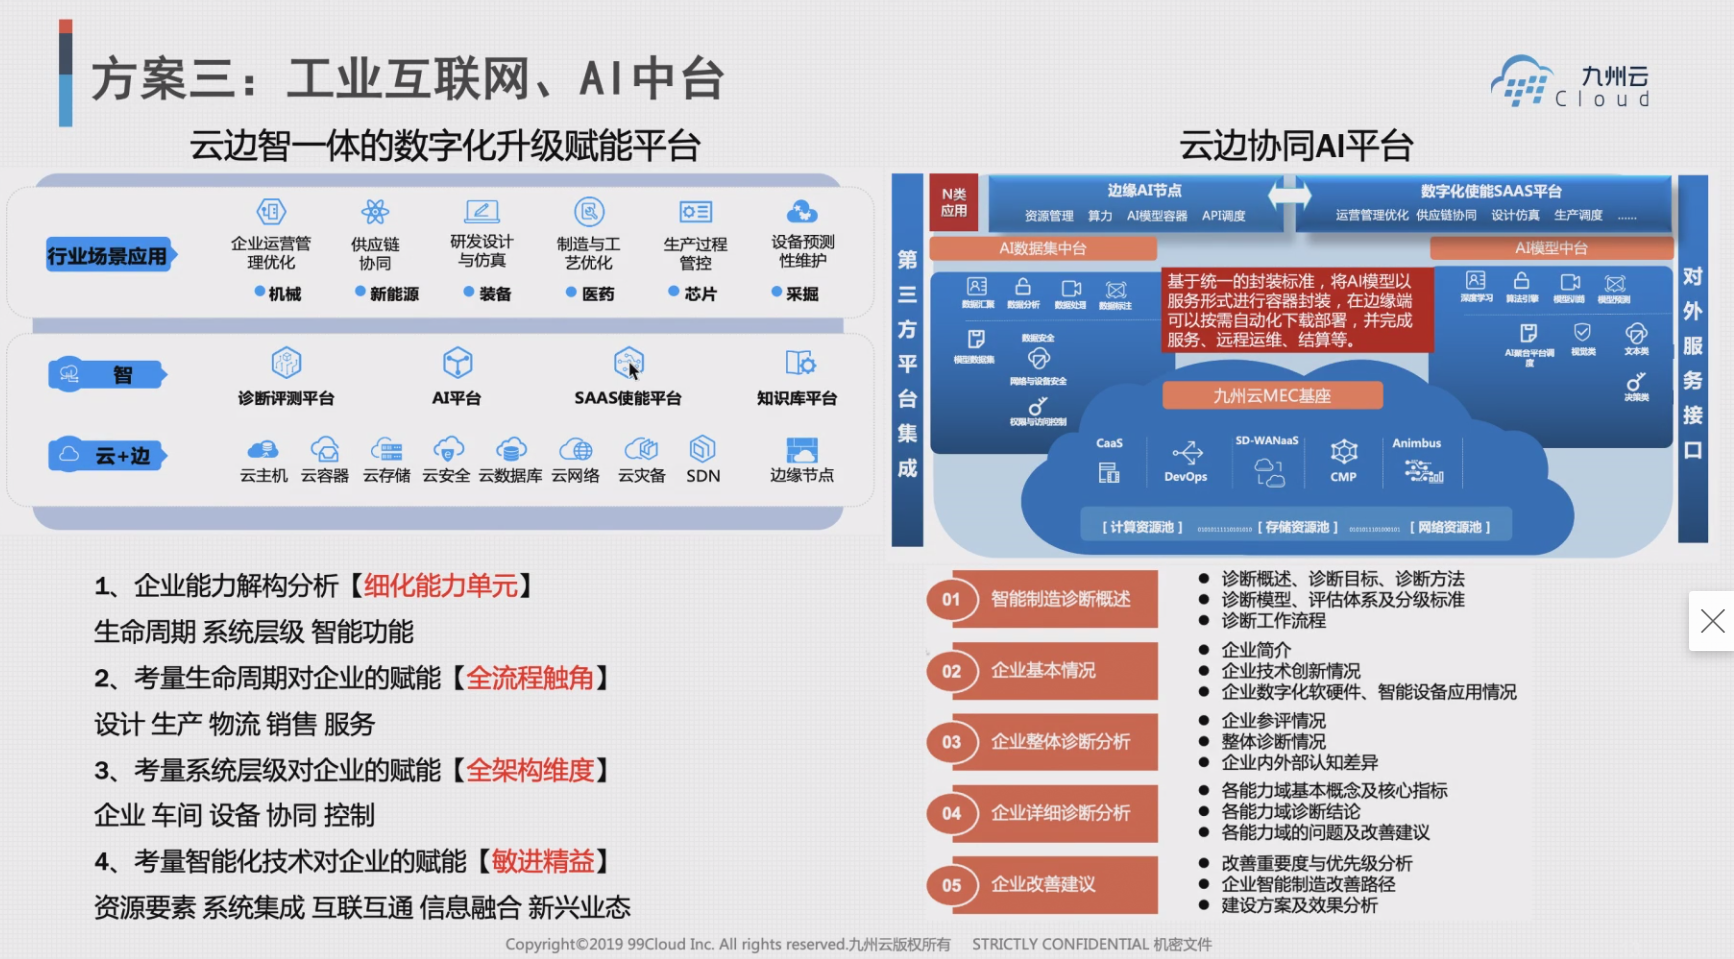 方案三：工业互联网、AI中台
九州云
Cloud
云边智一体的数字化升级赋能平台
行业场景应用
企业运营管
理优化
供应链
协同
研发设计
与仿真
制造与工
艺优化
生产过程
管控
设备预测
性维护
机械
新能源
装备
医药
芯片
采掘
智
诊断评测平台
AI平台
SAAS使能平台
知识库平台
云+边
云主机
云容器
云存储
云安全
云数据库
云网络
云灾备
SDN
边缘节点
云边协同AI平台
第三方平台集成
N类
应用
边缘AI节点
资源管理 算力 AI模型容器 API调度
数字化使能SAAS平台
运营管理优化 供应链协同 设计仿真 生产调度 ......
AI数据集中台
AI模型中台
数据汇聚
数据分析
数据处理
数据标注
模型数据集
数据安全
网络与设备安全
权限与访问控制
基于统一的封装标准，将AI模型以
服务形式进行容器封装，在边缘端
可以按需自动化下载部署，并完成
服务、远程运维、结算等。
深度学习
算法引擎
模型训练
模型预测
AI聚合平台调
度
视觉类
文本类
决策类
对外服务接口
九州云MEC基座
CaaS
DevOps
SD-WANaaS
CMP
Animbus
[ 计算资源池 ]
[ 存储资源池 ]
[ 网络资源池 ]
1、企业能力解构分析【细化能力单元】
生命周期 系统层级 智能功能
2、考量生命周期对企业的赋能【全流程触角】
设计 生产 物流 销售 服务
3、考量系统层级对企业的赋能【全架构维度】
企业 车间 设备 协同 控制
4、考量智能化技术对企业的赋能【敏进精益】
资源要素 系统集成 互联互通 信息融合 新兴业态
01 智能制造诊断概述
诊断概述、诊断目标、诊断方法
诊断模型、评估体系及分级标准
诊断工作流程
02 企业基本情况
企业简介
企业技术创新情况
企业数字化软硬件、智能设备应用情况
03 企业整体诊断分析
企业参评情况
整体诊断情况
企业内外部认知差异
04 企业详细诊断分析
各能力域基本概念及核心指标
各能力域诊断结论
各能力域的问题及改善建议
05 企业改善建议
改善重要度与优先级分析
企业智能制造改善路径
建设方案及效果分析
Copyright©2019 99Cloud Inc. All rights reserved.九州云版权所有 STRICTLY CONFIDENTIAL 机密文件